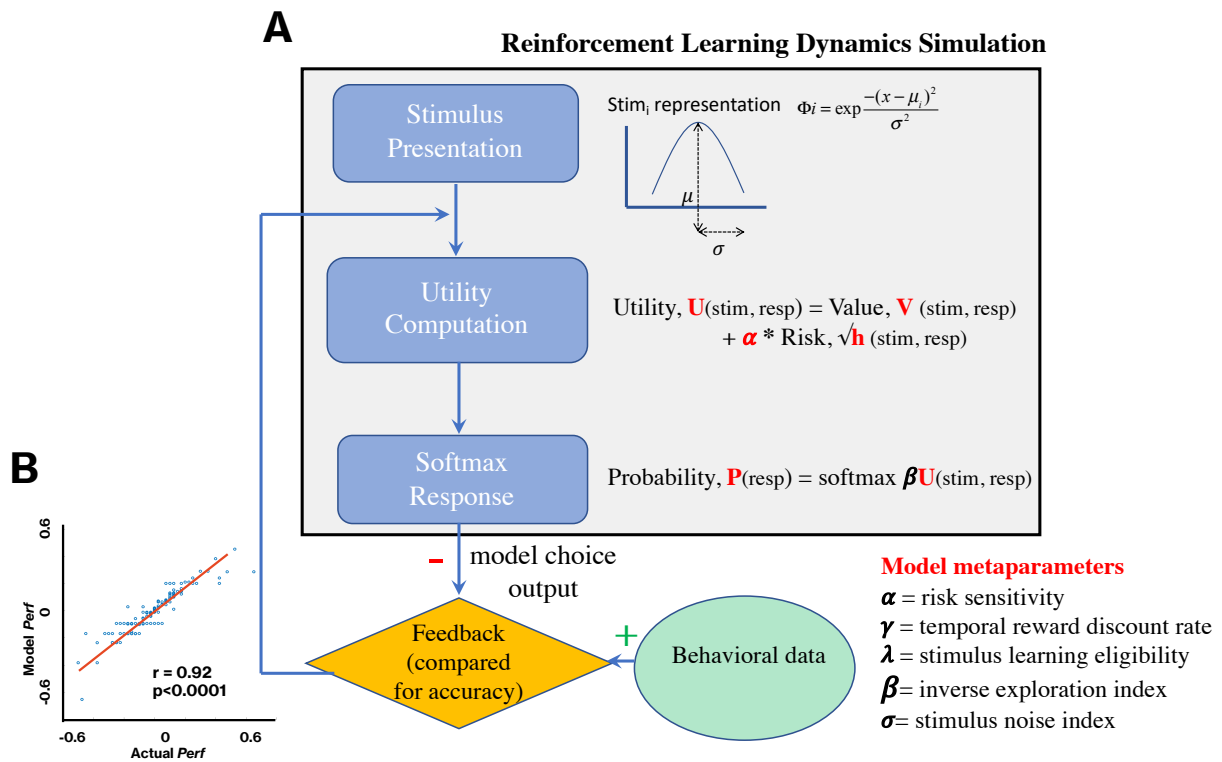 A
Reinforcement Learning Dynamics Simulation
Stimulus
Presentation
Stimᵢ representation
Φi = exp −(x − μᵢ)² / σ²
μ
σ
Utility
Computation
Utility, U(stim, resp) = Value, V (stim, resp)
+ α * Risk, √h (stim, resp)
Softmax
Response
Probability, P(resp) = softmax βU(stim, resp)
−
model choice
output
Feedback
(compared
for accuracy)
+
Behavioral data
Model metaparameters
α = risk sensitivity
γ = temporal reward discount rate
λ = stimulus learning eligibility
β= inverse exploration index
σ= stimulus noise index
B
Model Perf
0.6
0
-0.6
r = 0.92
p<0.0001
-0.6 0 0.6
Actual Perf